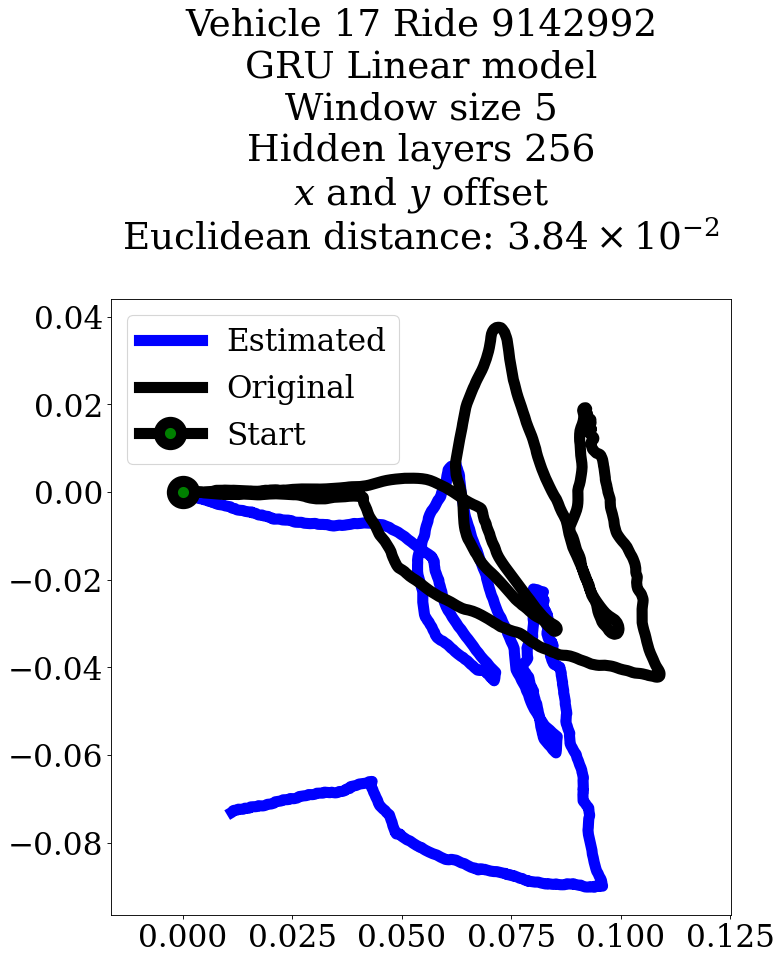 Vehicle 17 Ride 9142992
GRU Linear model
Window size 5
Hidden layers 256
x and y offset
Euclidean distance: 3.84 × 10⁻²
Estimated
Original
Start
0.04
0.02
0.00
−0.02
−0.04
−0.06
−0.08
0.000 0.025 0.050 0.075 0.100 0.125